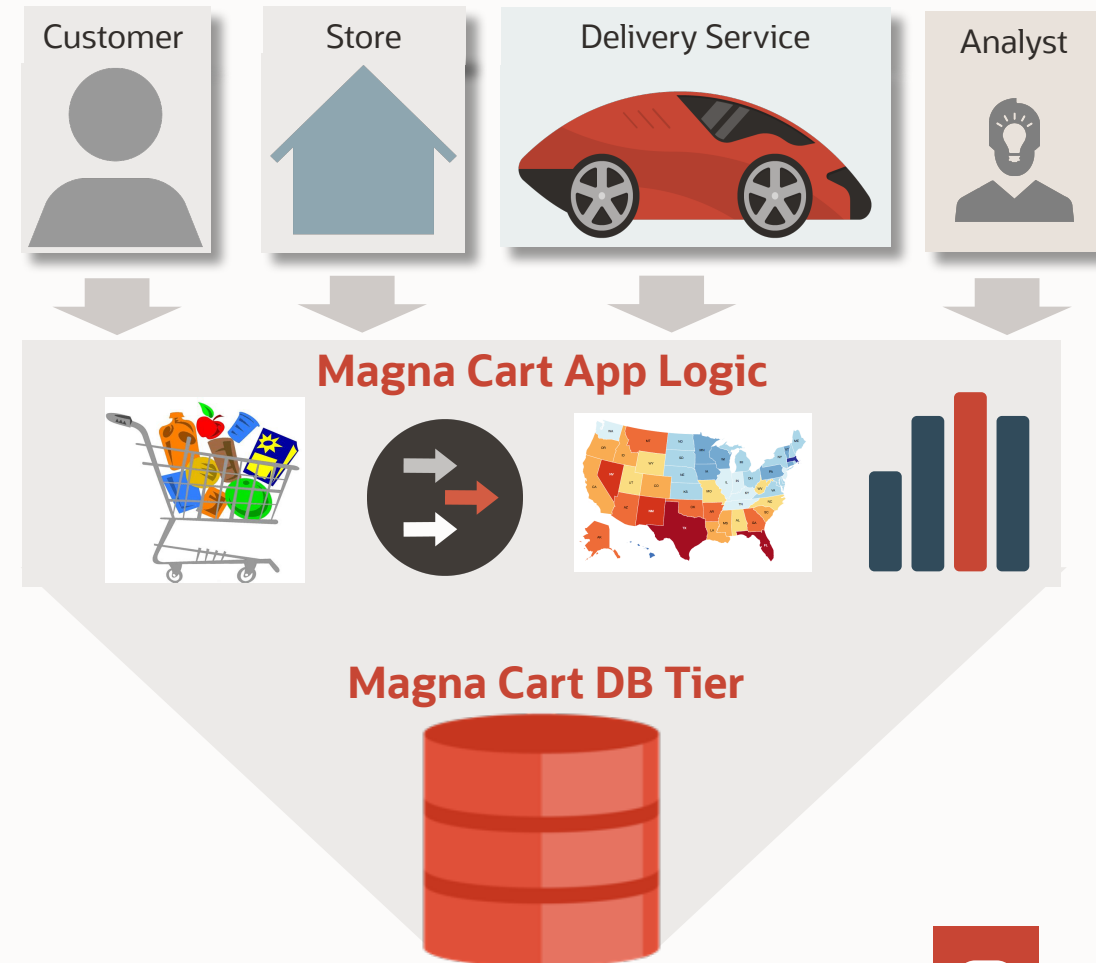 Customer
Store
Delivery Service
Analyst
Magna Cart App Logic
Magna Cart DB Tier